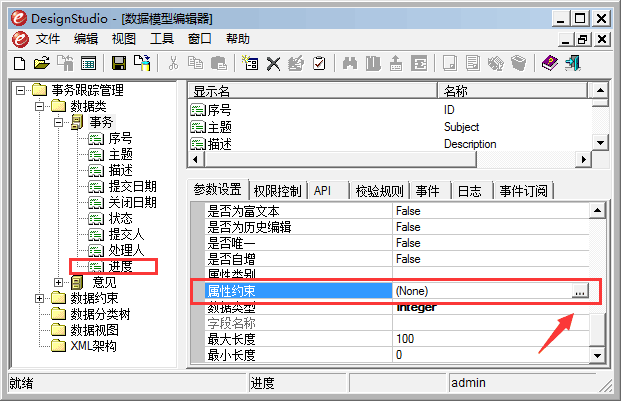 DesignStudio - [数据模型编辑器]
文件 编辑 视图 工具 窗口 帮助
事务跟踪管理
数据类
事务
序号
主题
描述
提交日期
关闭日期
状态
提交人
处理人
进度
意见
数据约束
数据分类树
数据视图
XML架构
显示名 名称
序号 ID
主题 Subject
描述 Description
参数设置 权限控制 API 校验规则 事件 日志 事件订阅
是否为富文本 False
是否为历史编辑 False
是否唯一 False
是否自增 False
属性类别
属性约束 (None) ...
数据类型 Integer
字段名称
最大长度 100
最小长度 0
就绪 进度 admin